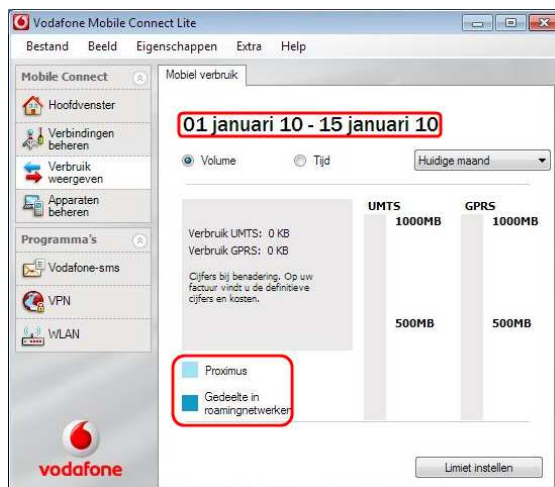 Vodafone Mobile Connect Lite
Bestand Beeld Eigenschappen Extra Help
Mobile Connect
Hoofdvenster
Verbindingen
beheren
Verbruik
weergeven
Apparaten
beheren
Programma's
Vodafone-sms
VPN
WLAN
vodafone
Mobiel verbruik
01 januari 10 - 15 januari 10
Volume Tijd Huidige maand
Verbruik UMTS: 0 KB
Verbruik GPRS: 0 KB
Cijfers bij benadering. Op uw
factuur vindt u de definitieve
cijfers en kosten.
UMTS GPRS
1000MB 1000MB
500MB 500MB
Proximus
Gedeelte in
roamingnetwerken
Limiet instellen